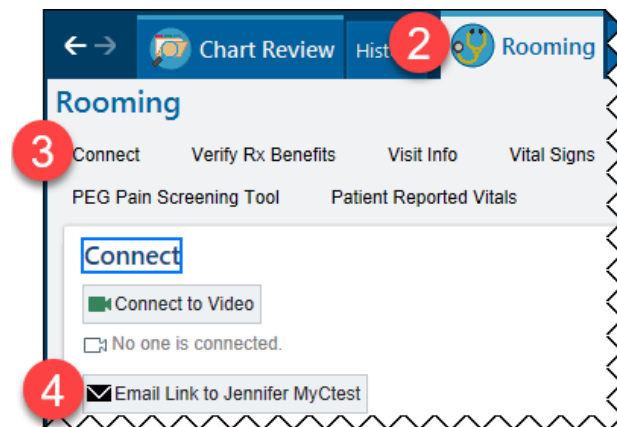 Chart Review Hist 2 Rooming
Rooming
3 Connect Verify Rx Benefits Visit Info Vital Signs
PEG Pain Screening Tool Patient Reported Vitals
Connect
Connect to Video
No one is connected.
4 Email Link to Jennifer MyCtest